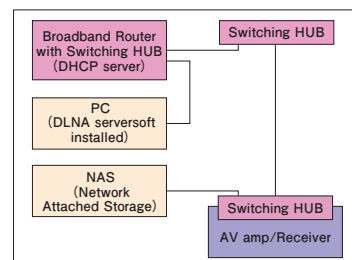 Broadband Router
with Switching HUB
(DHCP server)
Switching HUB
PC
(DLNA serversoft
installed)
NAS
(Network
Attached Storage)
Switching HUB
AV amp/Receiver